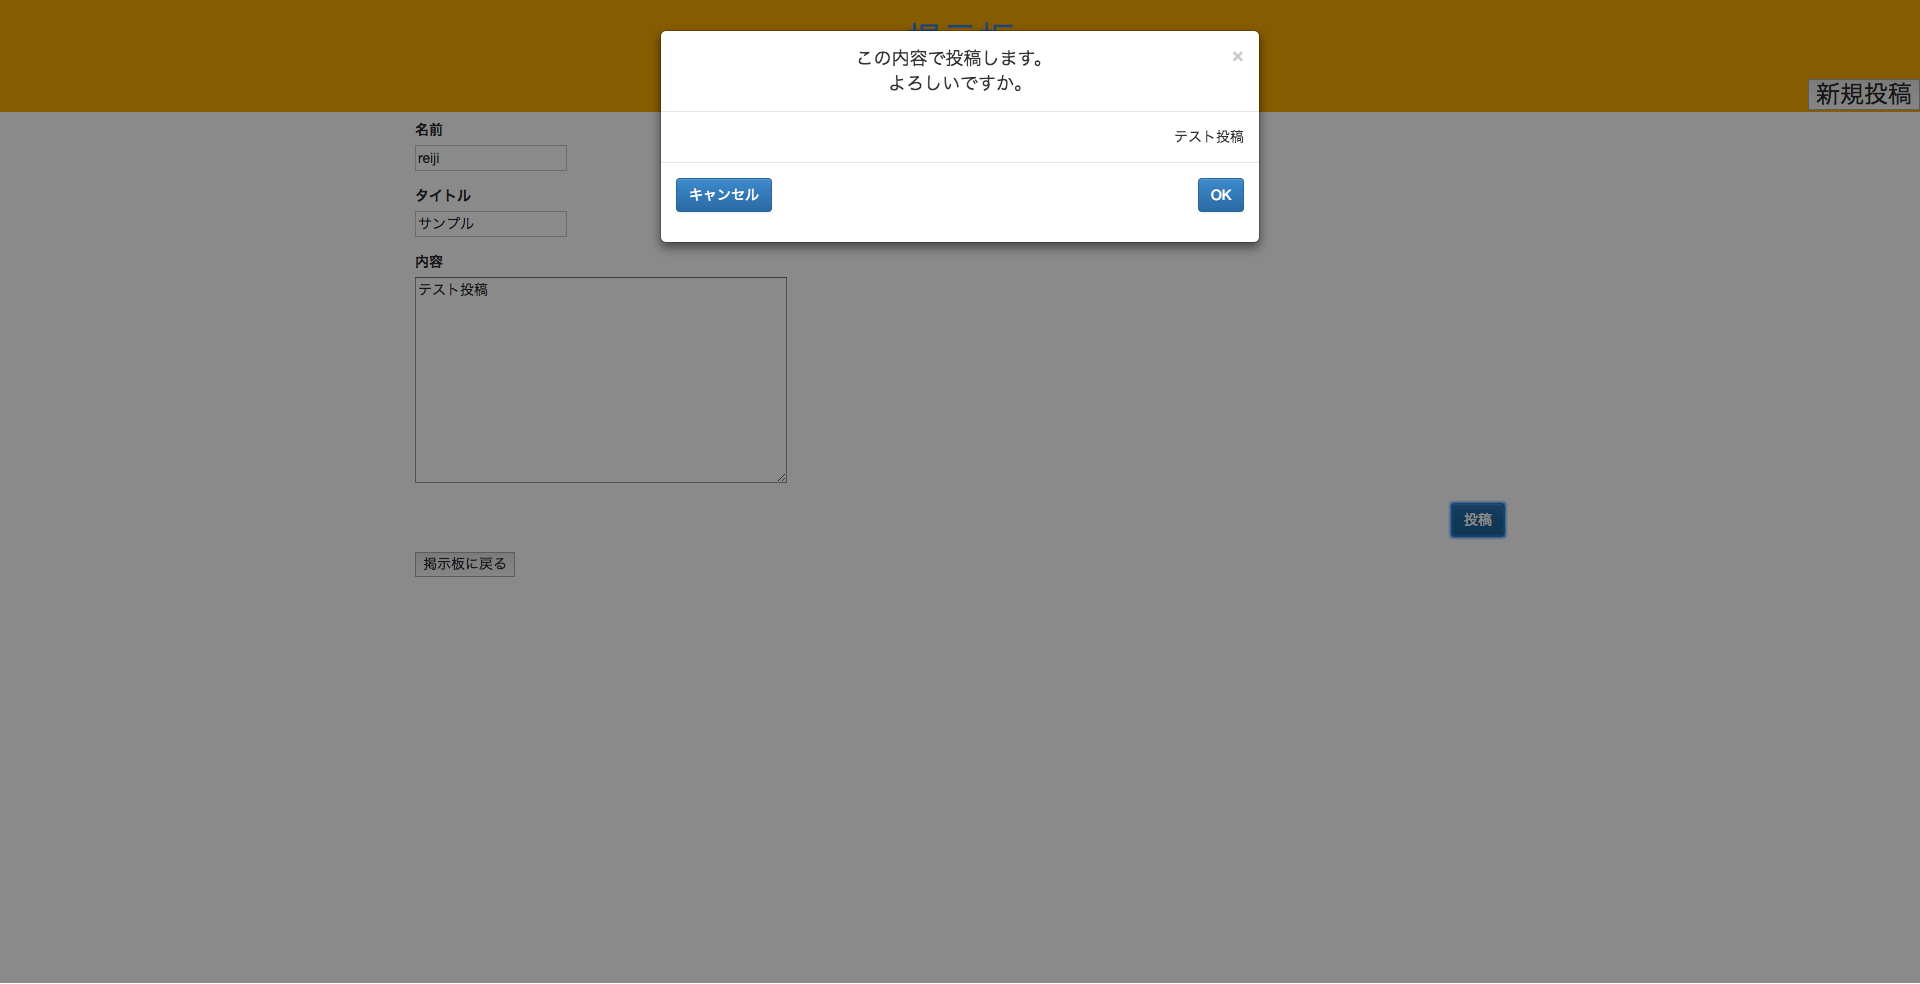 掲示板
新規投稿
この内容で投稿します。
よろしいですか。
×
テスト投稿
キャンセル
OK
名前
reiji
タイトル
サンプル
内容
テスト投稿
投稿
掲示板に戻る